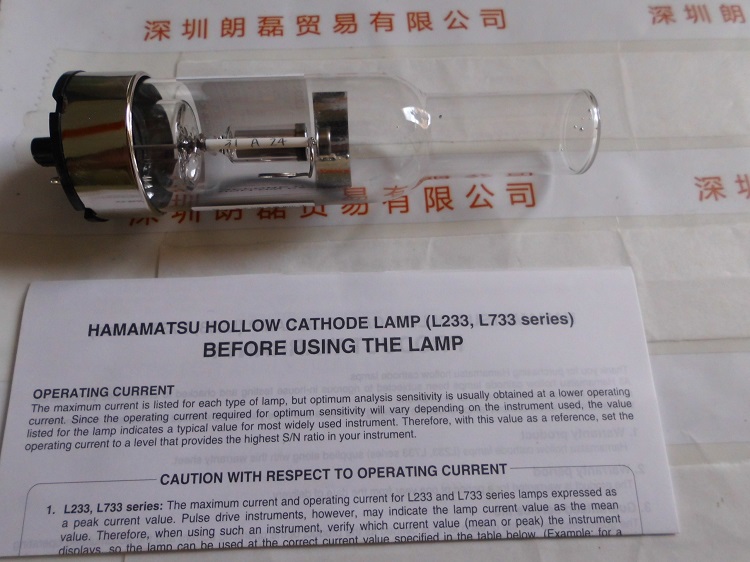 深圳朗磊贸易有限公司
深圳朗
A 24
深圳朗磊贸易有限公司
深圳
HAMAMATSU HOLLOW CATHODE LAMP (L233, L733 series)
BEFORE USING THE LAMP
OPERATING CURRENT
The maximum current is listed for each type of lamp, but optimum analysis sensitivity is usually obtained at a lower operating
current. Since the operating current required for optimum sensitivity will vary depending on the instrument used, the value
listed for the lamp indicates a typical value for most widely used instrument. Therefore, with this value as a reference, set the
operating current to a level that provides the highest S/N ratio in your instrument.
CAUTION WITH RESPECT TO OPERATING CURRENT
1. L233, L733 series: The maximum current and operating current for L233 and L733 series lamps expressed as
a peak current value. Pulse drive instruments, however, may indicate the lamp current value as the mean
value. Therefore, when using such an instrument, verify which current value (mean or peak) the instrument
displays, so the lamp can be used at the correct current value specified in the table below. (Example: for a